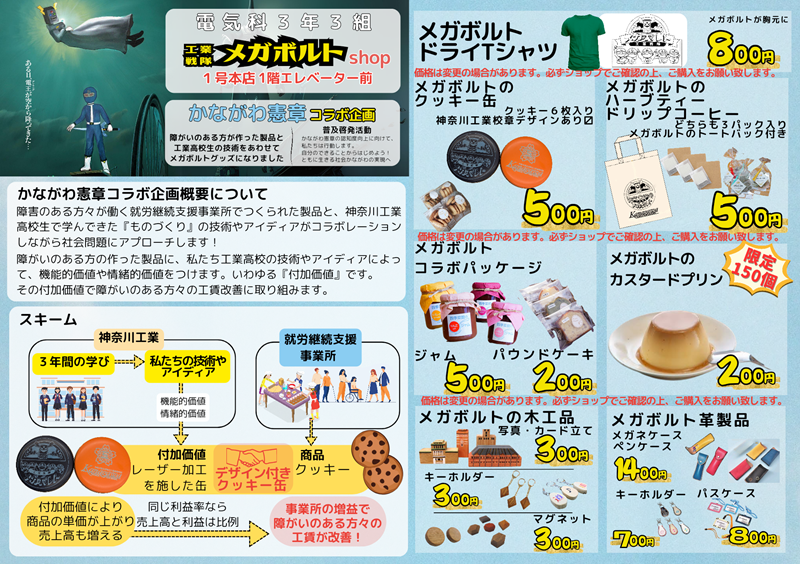 電気科3年3組
工業戦隊 メガボルト shop
1号本店1階エレベーター前
ある日、竜王が空から降ってきた…
かながわ憲章 コラボ企画
障がいのある方が作った製品と
工業高校生の技術をあわせて
メガボルトグッズになりました
普及啓発活動
かながわ憲章の認知度向上に向けて、
私たちは行動します。
自分のできることからはじめよう!
ともに生きる社会かながわの実現へ
かながわ憲章コラボ企画概要について
障害のある方々が働く就労継続支援事業所でつくられた製品と、神奈川工業
高校生で学んできた『ものづくり』の技術やアイディアがコラボレーション
しながら社会問題にアプローチします!
障がいのある方の作った製品に、私たち工業高校の技術やアイディアによっ
て、機能的価値や情緒的価値をつけます。いわゆる『付加価値』です。
その付加価値で障がいのある方々の工賃改善に取り組みます。
スキーム
神奈川工業
3年間の学び
私たちの技術や
アイディア
機能的価値
情緒的価値
就労継続支援
事業所
付加価値
レーザー加工
を施した缶
デザイン付き
クッキー缶
商品
クッキー
付加価値により
商品の単価が上がり
売上高も増える
同じ利益率なら
売上高と利益は比例
事業所の増益で
障がいのある方々の
工賃が改善!
メガボルト
ドライTシャツ
メガボルトが胸元に
800円
価格は変更の場合があります。必ずショップでご確認の上、ご購入をお願い致します。
メガボルトの
クッキー缶
クッキー6枚入り
神奈川工業校章デザインあり☑
500円
メガボルトの
ハーブティー
ドリップコーヒー
どちらも3パック入り
メガボルトのトートバック付き
500円
価格は変更の場合があります。必ずショップでご確認の上、ご購入をお願い致します。
メガボルト
コラボパッケージ
ジャム
500円
パウンドケーキ
200円
メガボルトの
カスタードプリン
限定
150個
200円
価格は変更の場合があります。必ずショップでご確認の上、ご購入をお願い致します。
メガボルトの木工品
写真・カード立て
300円
キーホルダー
300円
マグネット
300円
メガボルト革製品
メガネケース
ペンケース
1400円
キーホルダー
700円
パスケース
800円